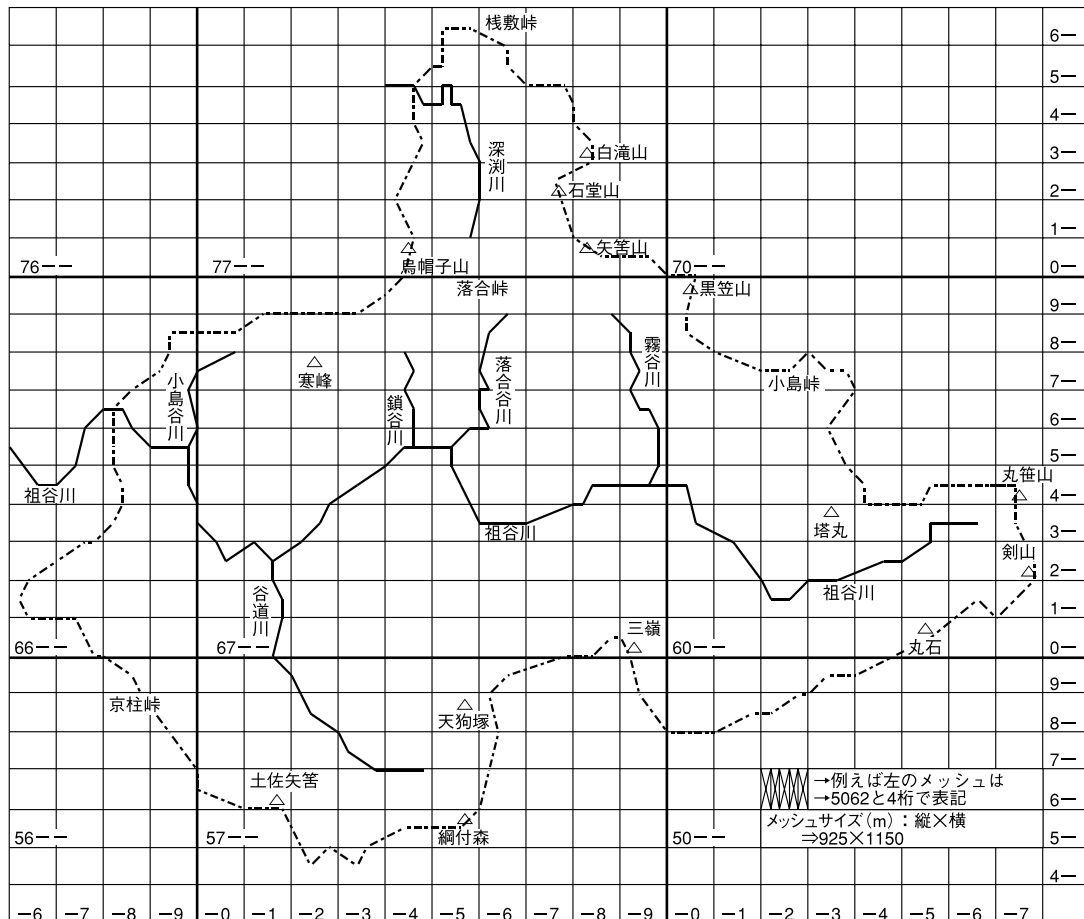 桟敷峠
6—
5—
4—
深渕川
白滝山
3—
石堂山
2—
1—
矢筈山
76——
77——
烏帽子山
70——
0—
落合峠
黒笠山
9—
8—
小島谷川
寒峰
鎖谷川
落合谷川
霧谷川
小島峠
7—
6—
5—
祖谷川
祖谷川
丸笹山
4—
塔丸
3—
剣山
谷道川
祖谷川
2—
1—
三嶺
66——
67——
60——
丸石
0—
京柱峠
天狗塚
9—
8—
土佐矢筈
→例えば左のメッシュは
7—
→5062と4桁で表記
6—
メッシュサイズ(m):縦×横
⇒925×1150
56——
57——
綱付森
50——
5—
4—
—6 —7 —8 —9 —0 —1 —2 —3 —4 —5 —6 —7 —8 —9 —0 —1 —2 —3 —4 —5 —6 —7